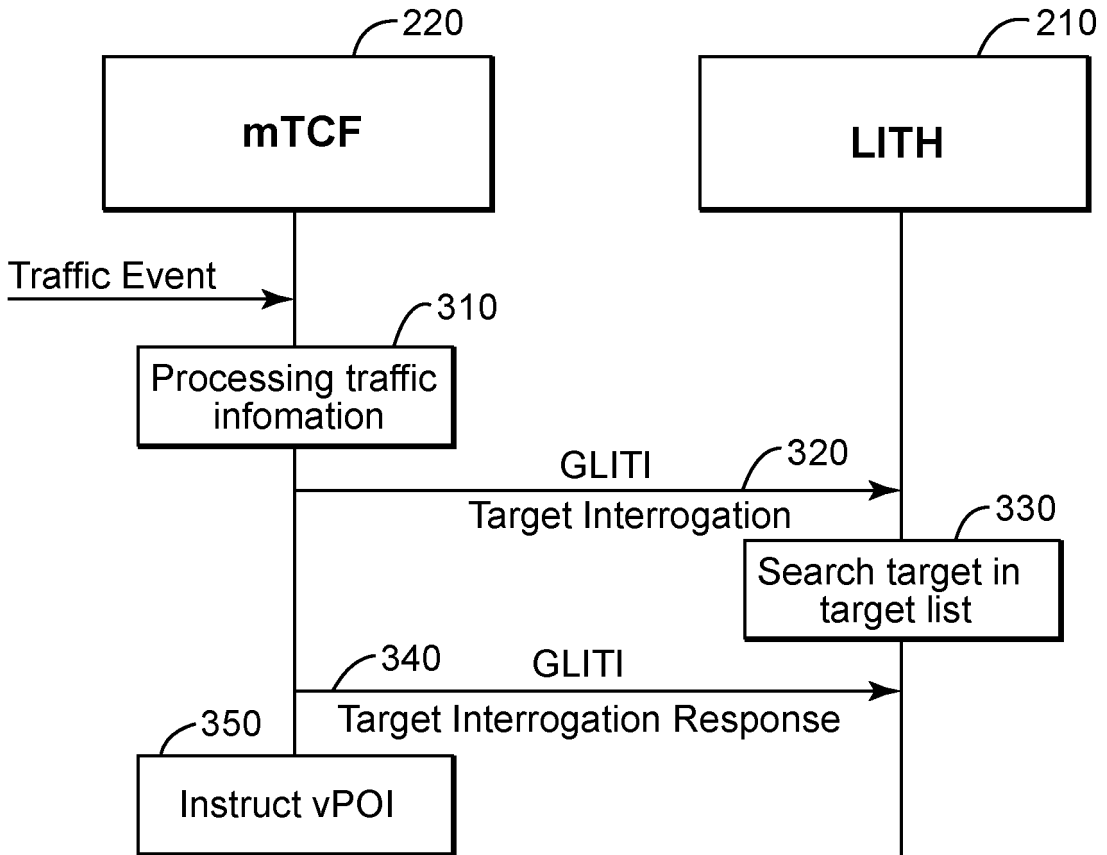 220
210
mTCF
LITH
Traffic Event
310
Processing traffic
infomation
GLITI
320
Target Interrogation
330
Search target in
target list
340
GLITI
Target Interrogation Response
350
Instruct vPOI